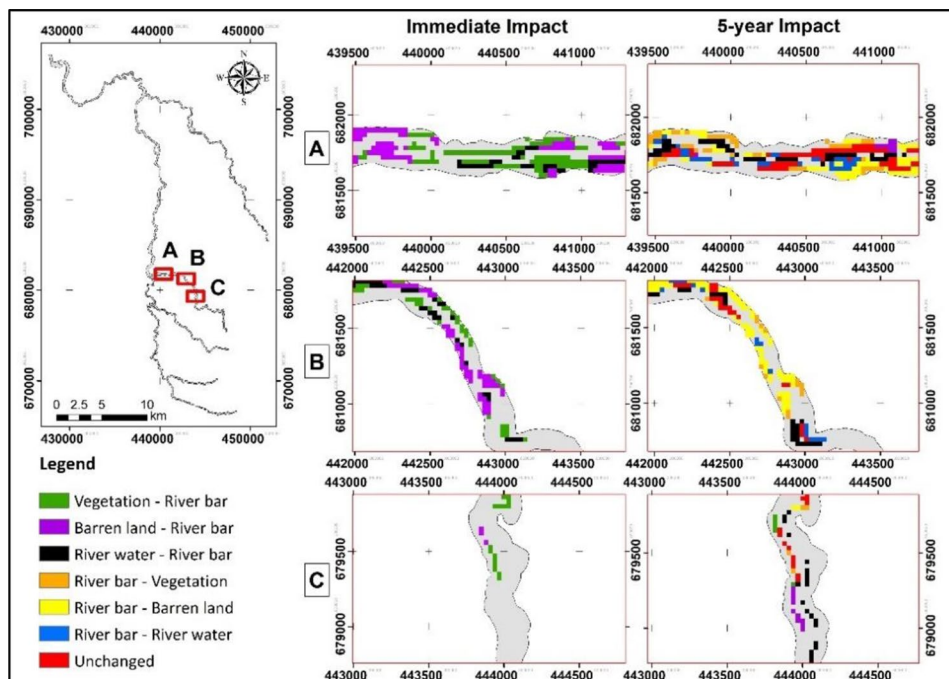 Immediate Impact
5-year Impact
430000 440000 450000
N
W E
S
700000
690000
680000
670000
A
B
C
0 2.5 5 10
km
430000 440000 450000
439500 440000 440500 441000
682000
681500
A
439500 440000 440500 441000
439500 440000 440500 441000
682000
681500
439500 440000 440500 441000
442000 442500 443000 443500
681500
681000
B
442000 442500 443000 443500
442000 442500 443000 443500
681500
681000
442000 442500 443000 443500
443000 443500 444000 444500
679500
679000
C
443000 443500 444000 444500
443000 443500 444000 444500
679500
679000
443000 443500 444000 444500
Legend
Vegetation - River bar
Barren land - River bar
River water - River bar
River bar - Vegetation
River bar - Barren land
River bar - River water
Unchanged